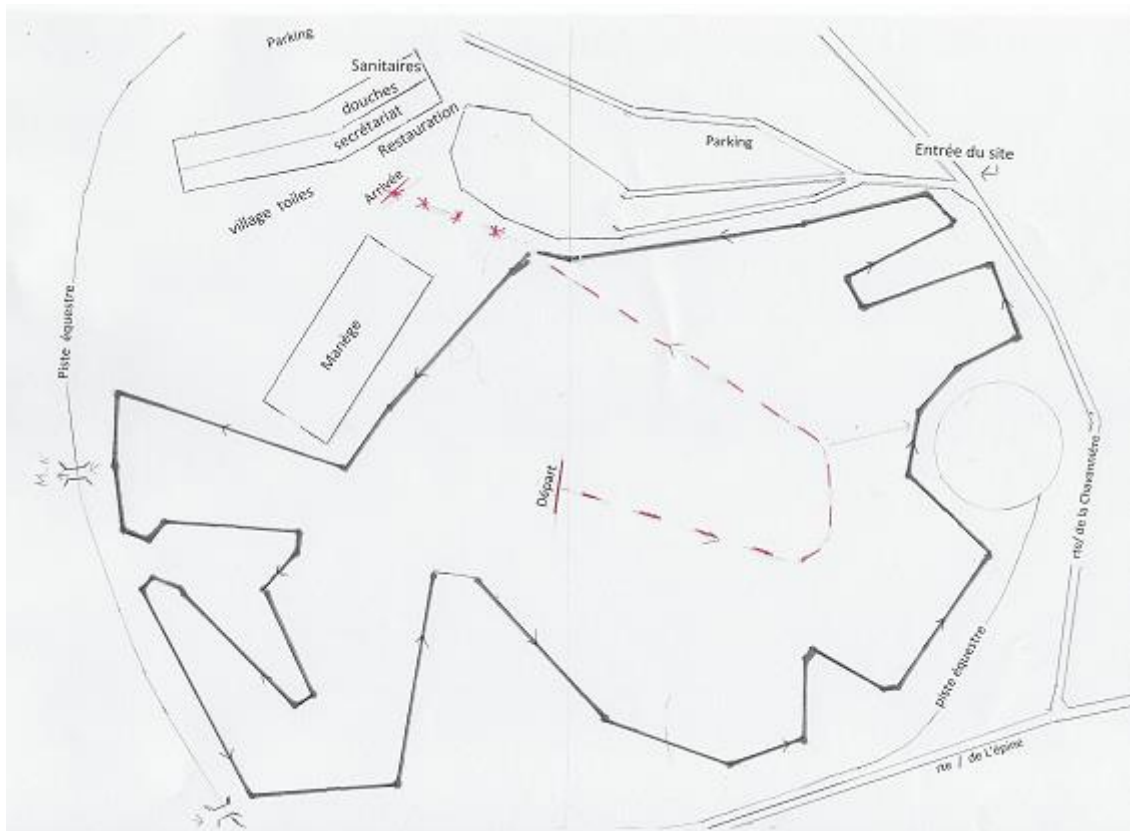 Parking
Sanitaires
douches
secrétariat
Restauration
Parking
Entrée du site
Arrivée
village toiles
Manège
Piste équestre
Départ
rte/ de la Chavannière
piste équestre
rte / de L'épine